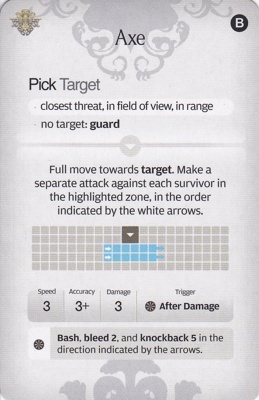 B
Axe
Pick Target
closest threat, in field of view, in range
no target: guard
Full move towards target. Make a
separate attack against each survivor in
the highlighted zone, in the order
indicated by the white arrows.
Speed Accuracy Damage Trigger
3 3+ 3 After Damage
Bash, bleed 2, and knockback 5 in the
direction indicated by the arrows.